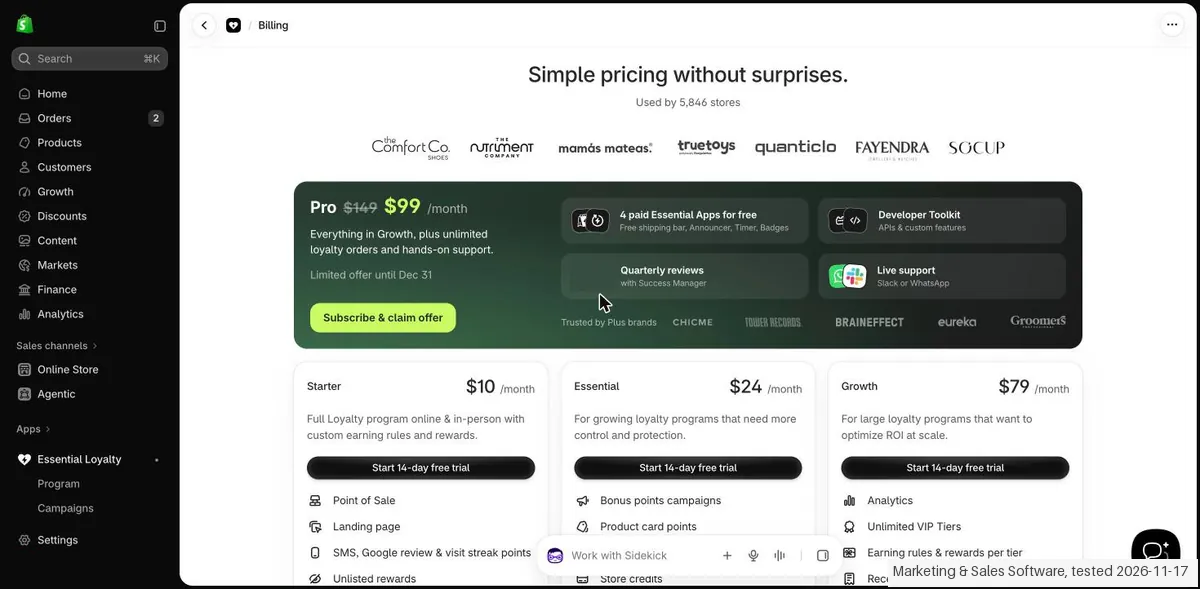 Search ⌘K
Home
Orders 2
Products
Customers
Growth
Discounts
Content
Markets
Finance
Analytics
Sales channels
Online Store
Agentic
Apps
Essential Loyalty
Program
Campaigns
Settings
/ Billing
Simple pricing without surprises.
Used by 5,846 stores
the Comfort Co. SHOES
THE NUTRIMENT COMPANY
mamás mateas.
truetoys
quanticlo
FAYENDRA
SOCUP
Pro $149 $99 /month
Everything in Growth, plus unlimited
loyalty orders and hands-on support.
Limited offer until Dec 31
Subscribe & claim offer
4 paid Essential Apps for free
Free shipping bar, Announcer, Timer, Badges
Developer Toolkit
APIs & custom features
Quarterly reviews
with Success Manager
Live support
Slack or WhatsApp
Trusted by Plus brands
CHICME
TOWER RECORDS
BRAINEFFECT
eureka
Groomers
Starter $10 /month
Full Loyalty program online & in-person with
custom earning rules and rewards.
Start 14-day free trial
Point of Sale
Landing page
SMS, Google review & visit streak points
Unlisted rewards
Essential $24 /month
For growing loyalty programs that need more
control and protection.
Start 14-day free trial
Bonus points campaigns
Product card points
Store credits
Growth $79 /month
For large loyalty programs that want to
optimize ROI at scale.
Start 14-day free trial
Analytics
Unlimited VIP Tiers
Earning rules & rewards per tier
Work with Sidekick
Marketing & Sales Software, tested 2026-11-17